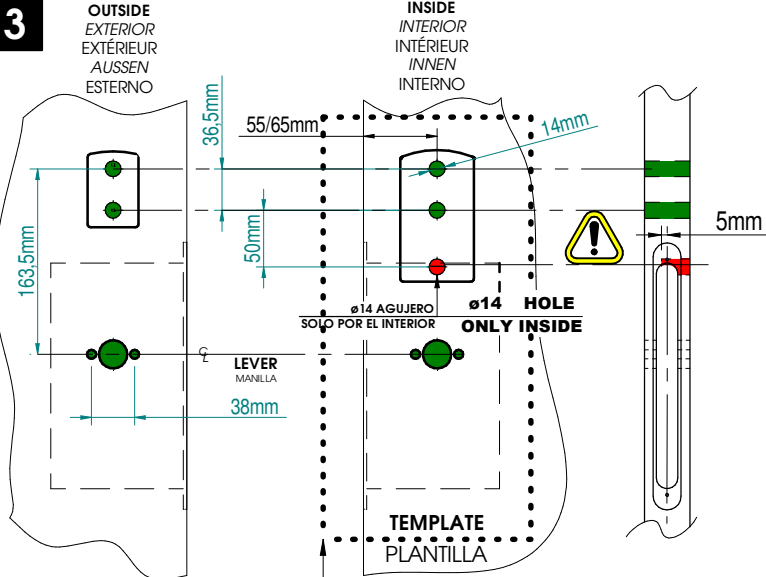 3
OUTSIDE
EXTERIOR
EXTÉRIEUR
AUSSEN
ESTERNO
INSIDE
INTERIOR
INTÉRIEUR
INNEN
INTERNO
36,5mm
55/65mm
14mm
163,5mm
50mm
5mm
ø14 AGUJERO
SOLO POR EL INTERIOR
ø14 HOLE
ONLY INSIDE
℄
LEVER
MANILLA
38mm
TEMPLATE
PLANTILLA